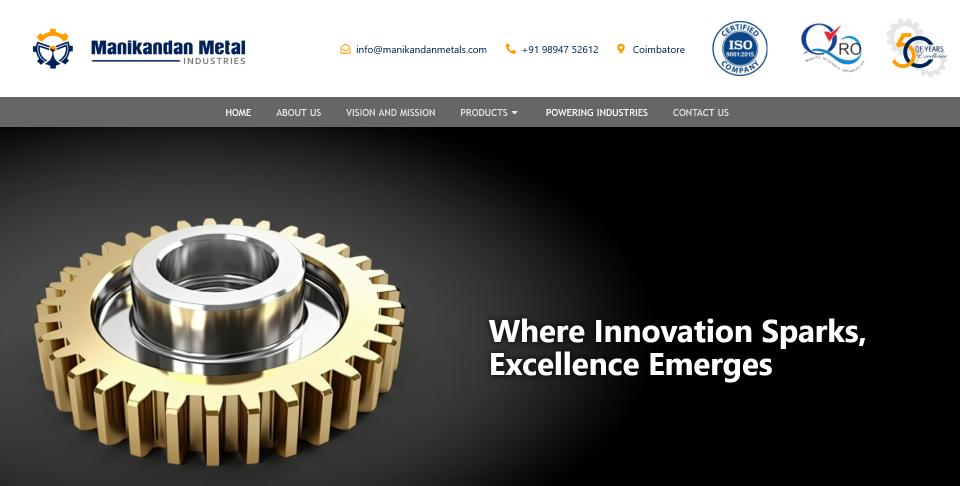 Manikandan Metal
INDUSTRIES
info@manikandanmetals.com
+91 98947 52612
Coimbatore
CERTIFIED
ISO
9001:2015
COMPANY
QRO
50 OF YEARS
Excellence
HOME
ABOUT US
VISION AND MISSION
PRODUCTS
POWERING INDUSTRIES
CONTACT US
Where Innovation Sparks,
Excellence Emerges